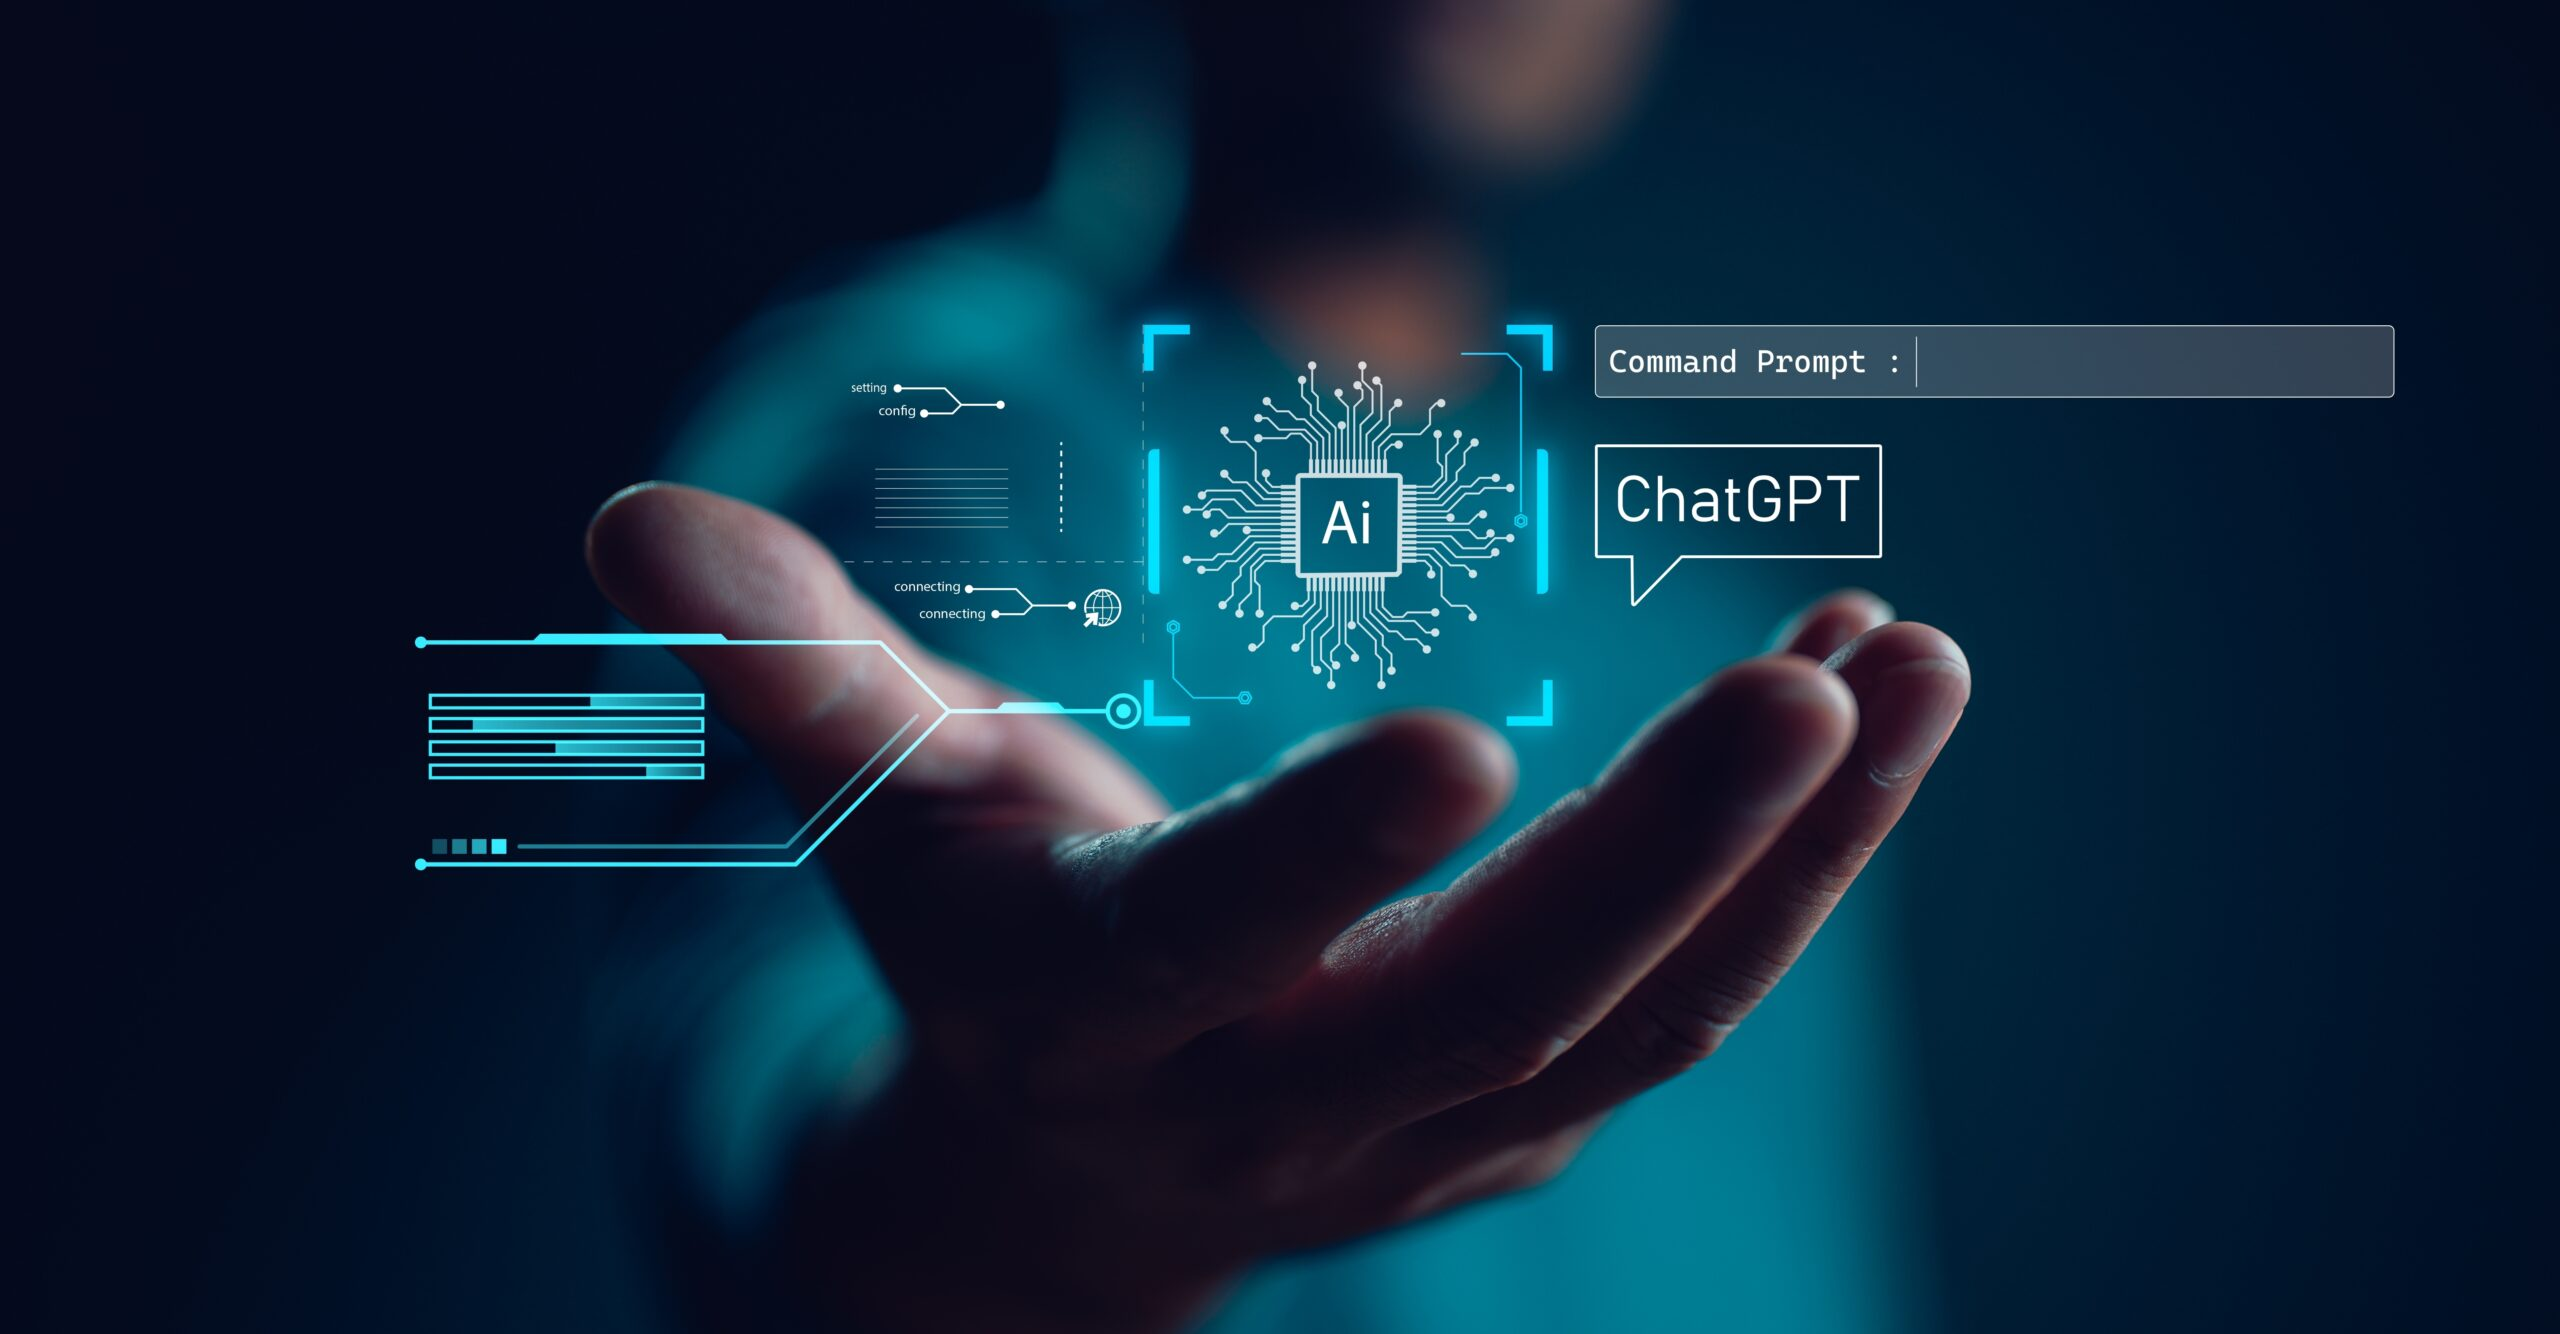 setting
config
connecting
connecting
Ai
Command Prompt :
ChatGPT